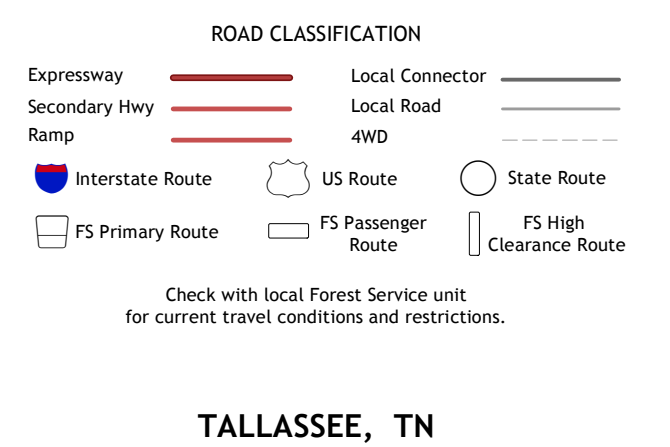 ROAD CLASSIFICATION
Expressway
Local Connector
Secondary Hwy
Local Road
Ramp
4WD
Interstate Route
US Route
State Route
FS Primary Route
FS Passenger
Route
FS High
Clearance Route
Check with local Forest Service unit
for current travel conditions and restrictions.
TALLASSEE, TN